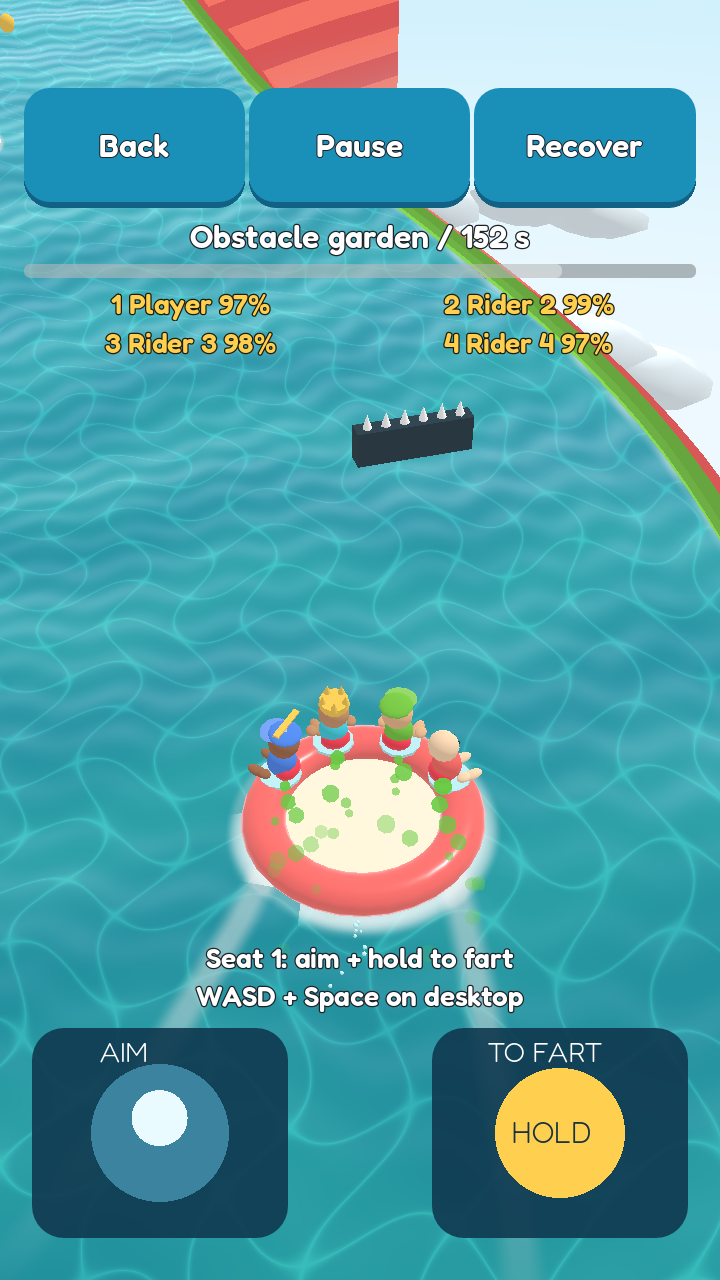 Back Pause Recover
Obstacle garden / 152 s
1 Player 97% 2 Rider 2 99%
3 Rider 3 98% 4 Rider 4 97%
Seat 1: aim + hold to fart
WASD + Space on desktop
AIM TO FART
HOLD